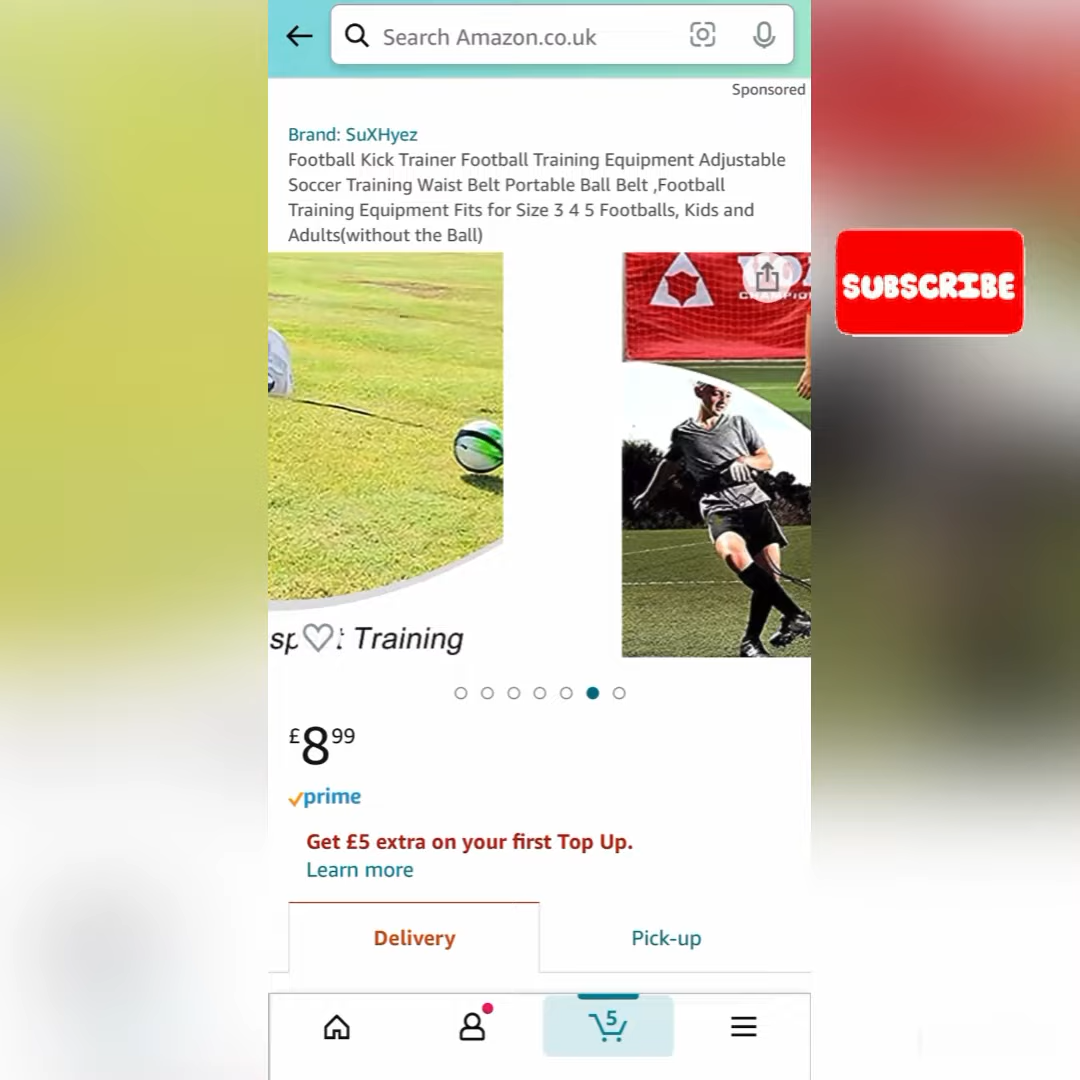 Search Amazon.co.uk
Sponsored
Brand: SuXHyez
Football Kick Trainer Football Training Equipment Adjustable
Soccer Training Waist Belt Portable Ball Belt ,Football
Training Equipment Fits for Size 3 4 5 Footballs, Kids and
Adults(without the Ball)
SUBSCRIBE
Training
£8 99
prime
Get £5 extra on your first Top Up.
Learn more
Delivery
Pick-up
5